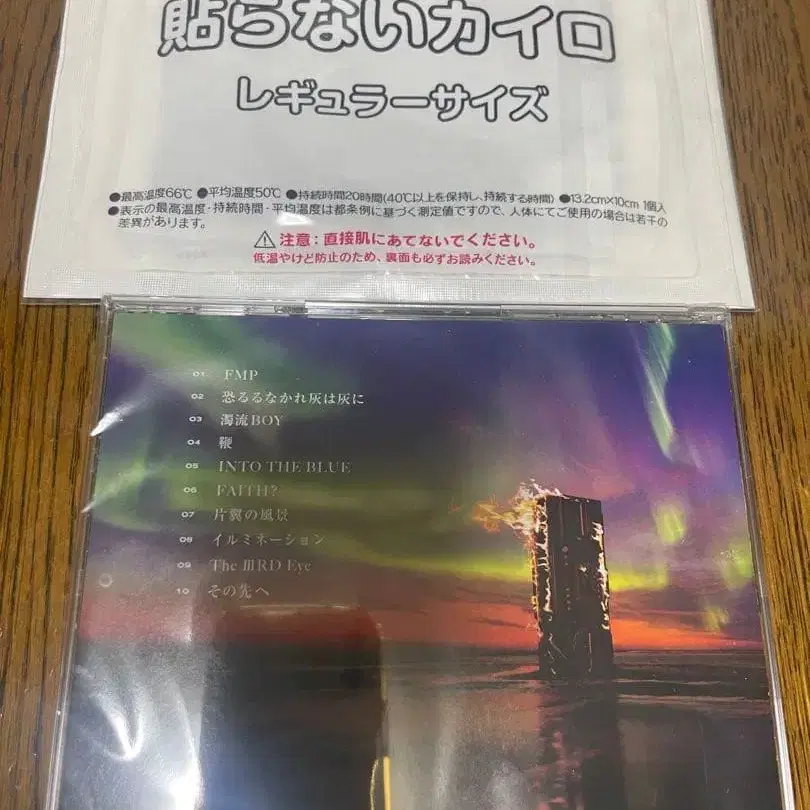 貼らないカイロ
レギュラーサイズ
●最高温度66℃ ●平均温度50℃ ●持続時間20時間(40℃以上を保持し、持続する時間) ●13.2cm×10cm 1個入
●表示の最高温度・持続時間・平均温度は都条例に基づく測定値ですので、人体にてご使用の場合は若干の
差異があります。
⚠ 注意:直接肌にあてないでください。
低温やけど防止のため、裏面も必ずお読みください。
01 FMP
02 恐るるなかれ灰は灰に
03 濁流BOY
04 鞭
05 INTO THE BLUE
06 FAITH?
07 片翼の風景
08 イルミネーション
09 The ⅢRD Eye
10 その先へ